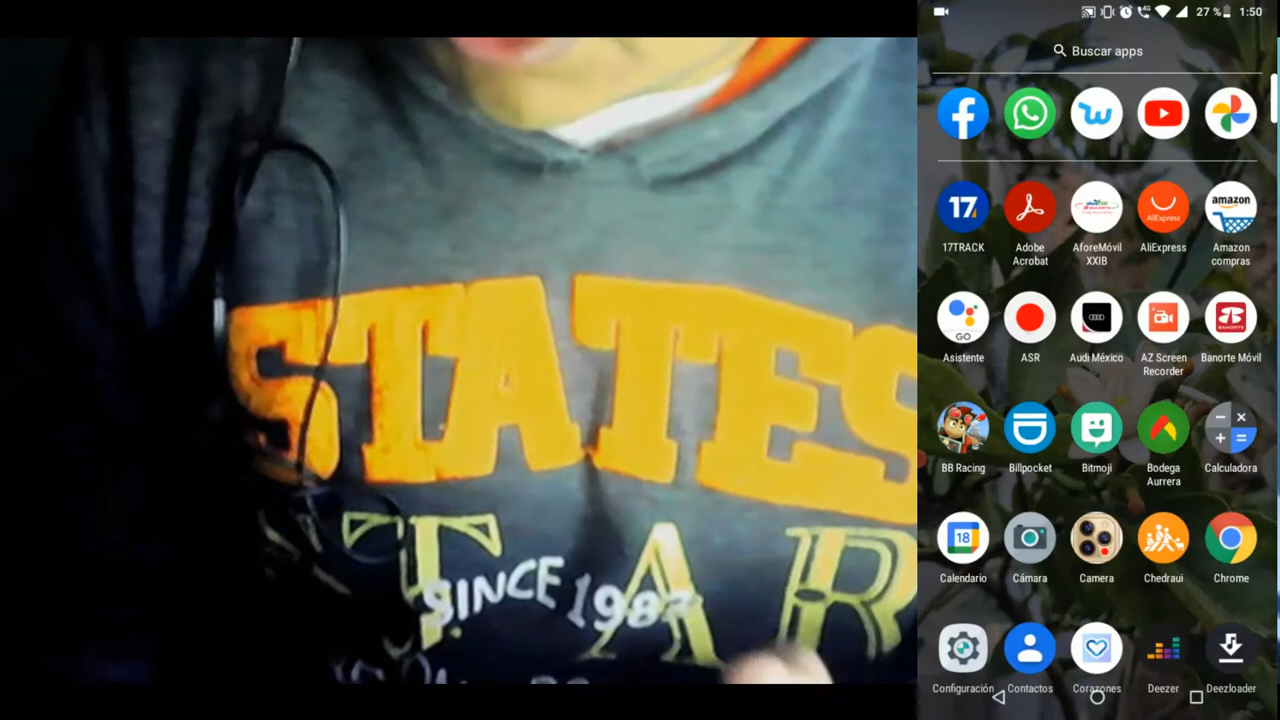 STATES
STAR
SINCE 1987
27 % 1:50
Buscar apps
17TRACK
Adobe Acrobat
AforeMóvil XXIB
AliExpress
Amazon compras
Asistente
ASR
Audi México
AZ Screen Recorder
Banorte Móvil
BB Racing
Billpocket
Bitmoji
Bodega Aurrera
Calculadora
Calendario
Cámara
Camera
Chedraui
Chrome
Configuración
Contactos
Corazones
Deezer
Deezloader